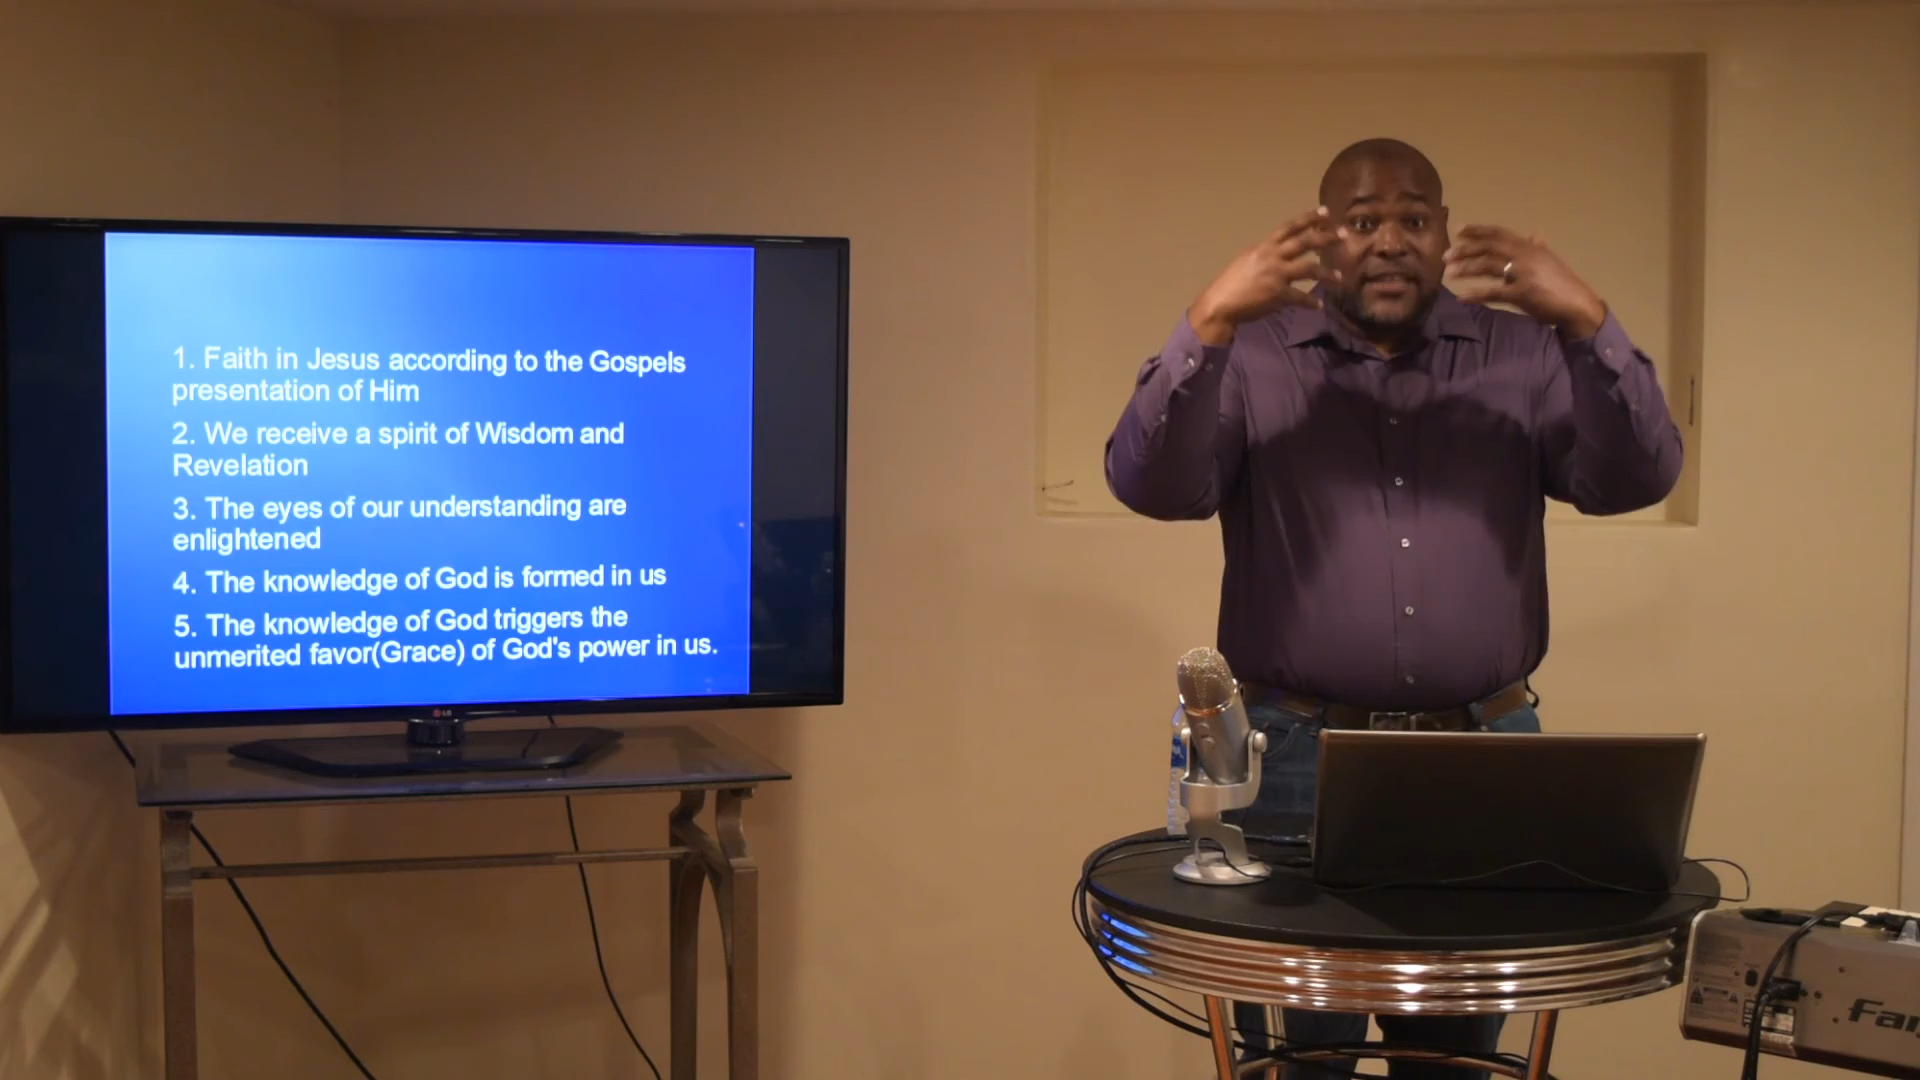 1. Faith in Jesus according to the Gospels
presentation of Him
2. We receive a spirit of Wisdom and
Revelation
3. The eyes of our understanding are
enlightened
4. The knowledge of God is formed in us
5. The knowledge of God triggers the
unmerited favor(Grace) of God's power in us.
LG